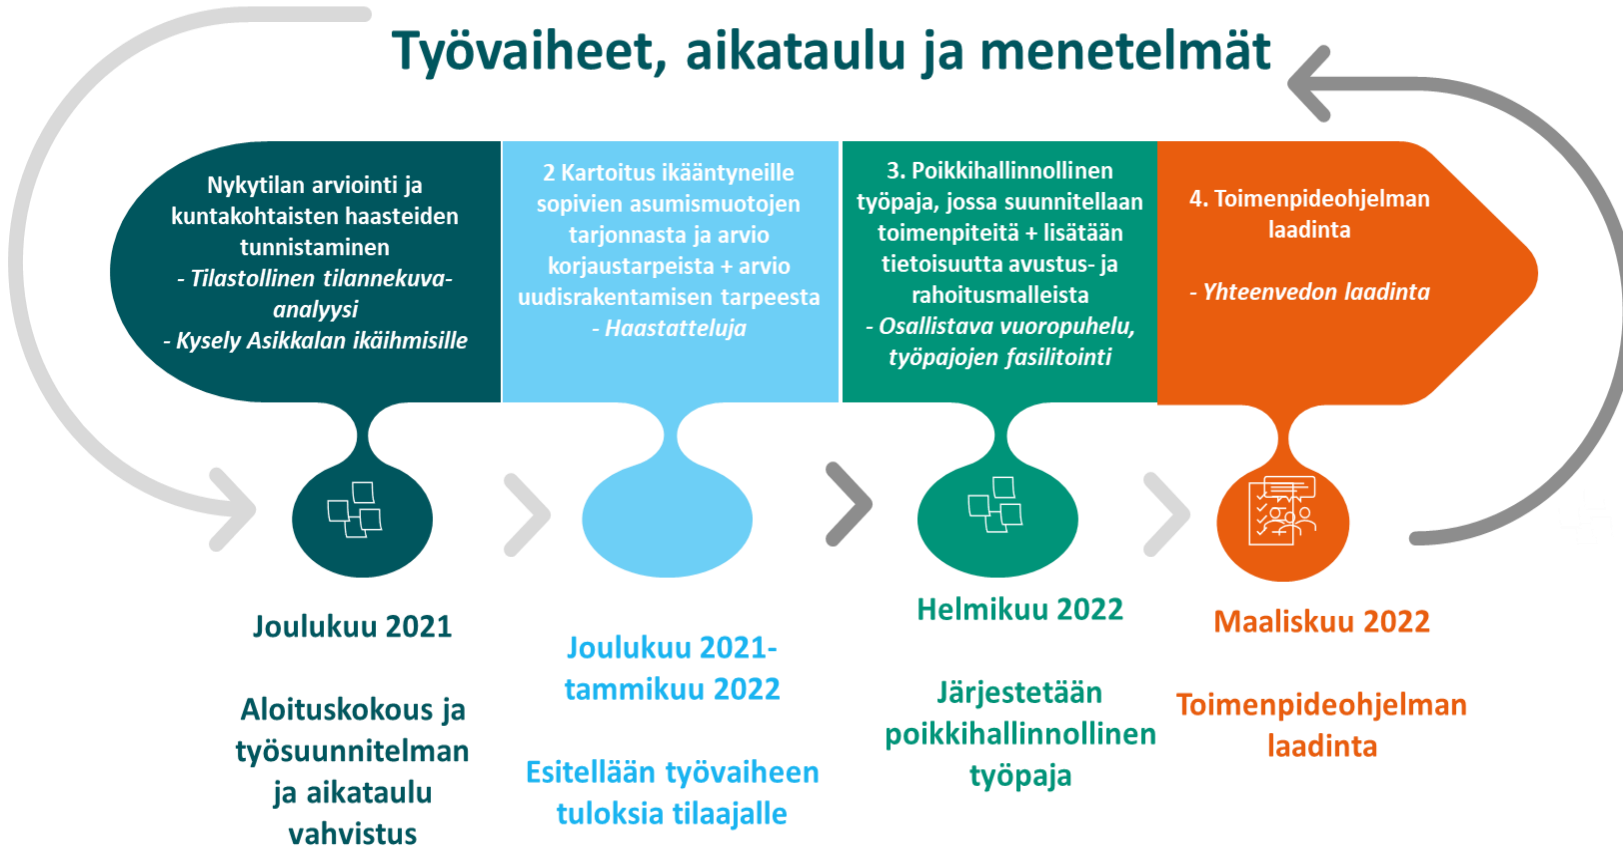 Työvaiheet, aikataulu ja menetelmät
Nykytilan arviointi ja
kuntakohtaisten haasteiden
tunnistaminen
- Tilastollinen tilannekuva-
analyysi
- Kysely Asikkalan ikäihmisille
2 Kartoitus ikääntyneille
sopivien asumismuotojen
tarjonnasta ja arvio
korjaustarpeista + arvio
uudisrakentamisen tarpeesta
- Haastatteluja
3. Poikkihallinnollinen
työpaja, jossa suunnitellaan
toimenpiteitä + lisätään
tietoisuutta avustus- ja
rahoitusmalleista
- Osallistava vuoropuhelu,
työpajojen fasilitointi
4. Toimenpideohjelman
laadinta
- Yhteenvedon laadinta
Joulukuu 2021
Aloituskokous ja
työsuunnitelman
ja aikataulu
vahvistus
Joulukuu 2021-
tammikuu 2022
Esitellään työvaiheen
tuloksia tilaajalle
Helmikuu 2022
Järjestetään
poikkihallinnollinen
työpaja
Maaliskuu 2022
Toimenpideohjelman
laadinta